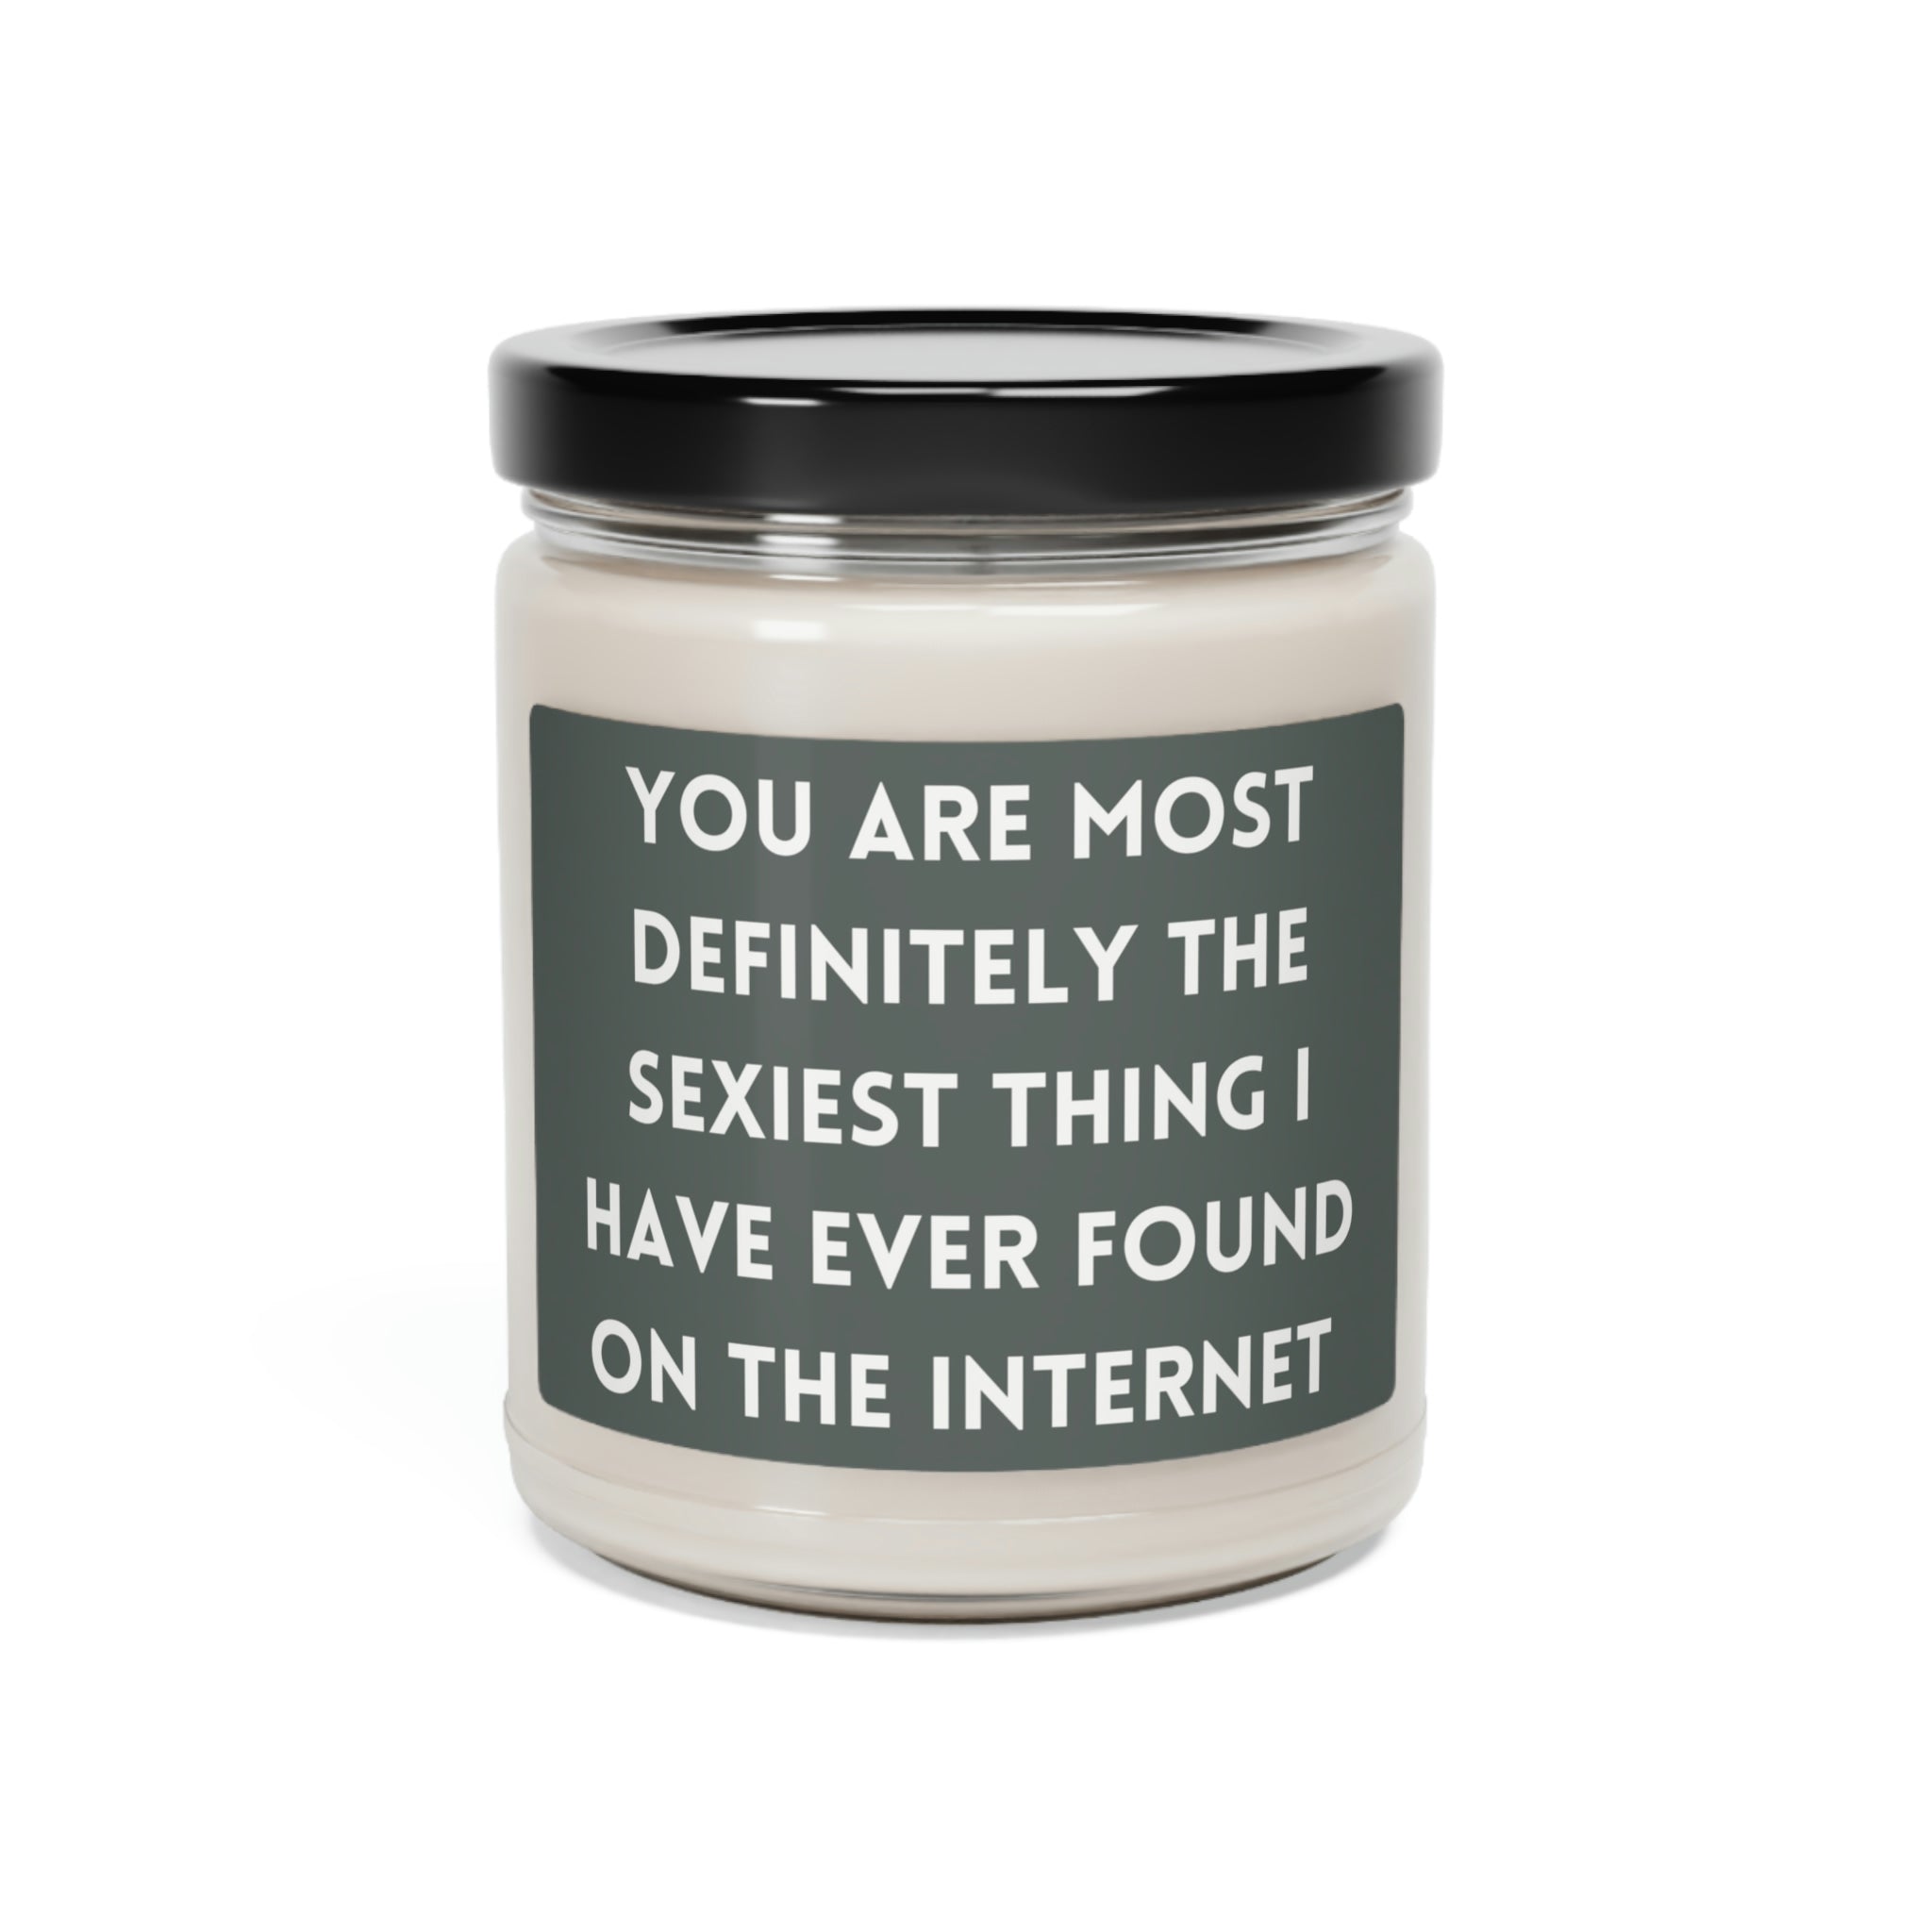 YOU ARE MOST
DEFINITELY THE
SEXIEST THING I
HAVE EVER FOUND
ON THE INTERNET